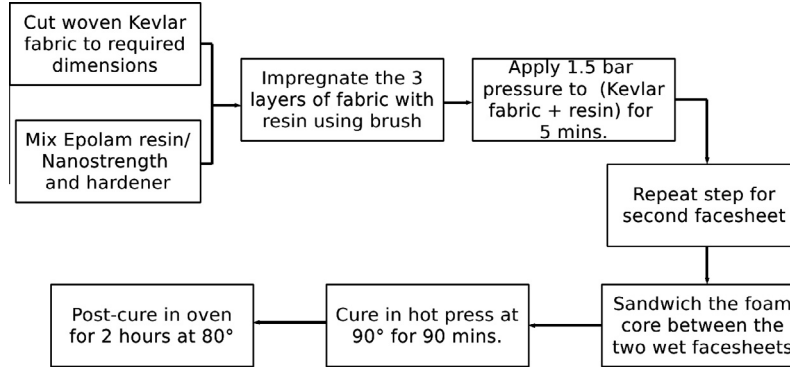 Cut woven Kevlar
fabric to required
dimensions
Mix Epolam resin/
Nanostrength
and hardener
Impregnate the 3
layers of fabric with
resin using brush
Apply 1.5 bar
pressure to (Kevlar
fabric + resin) for
5 mins.
Repeat step for
second facesheet
Sandwich the foam
core between the
two wet facesheets
Cure in hot press at
90° for 90 mins.
Post-cure in oven
for 2 hours at 80°